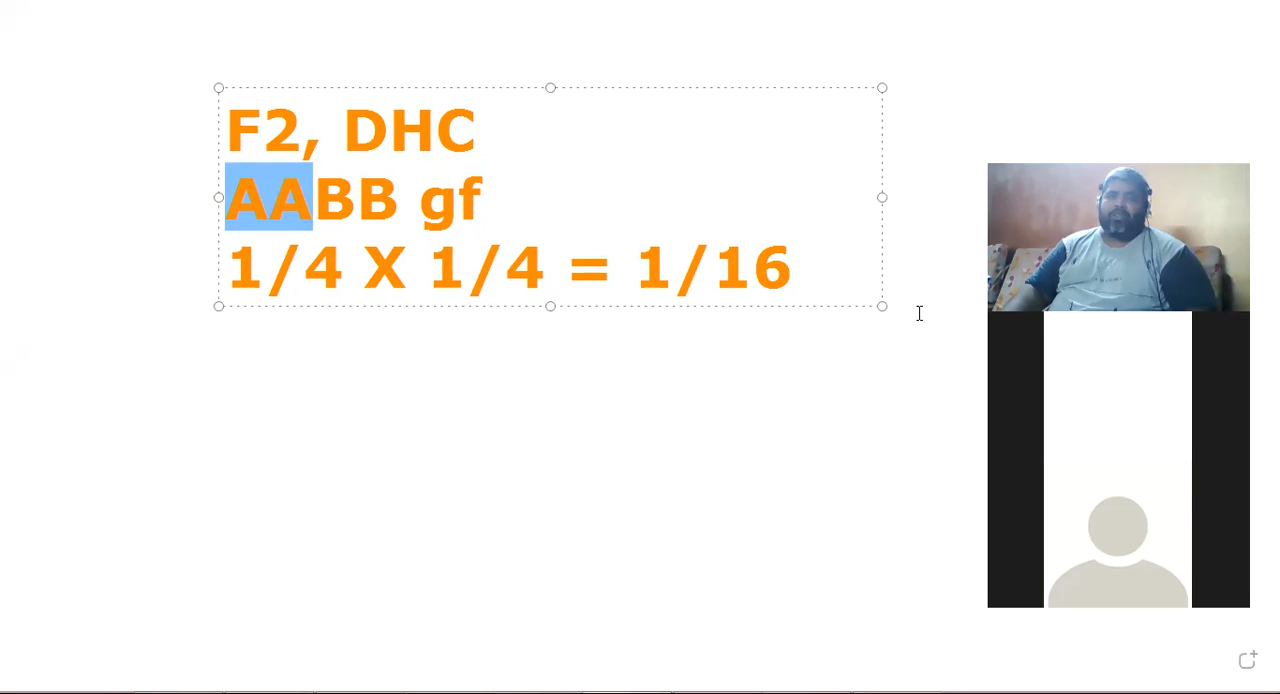 F2, DHC
AABB gf
1/4 X 1/4 = 1/16